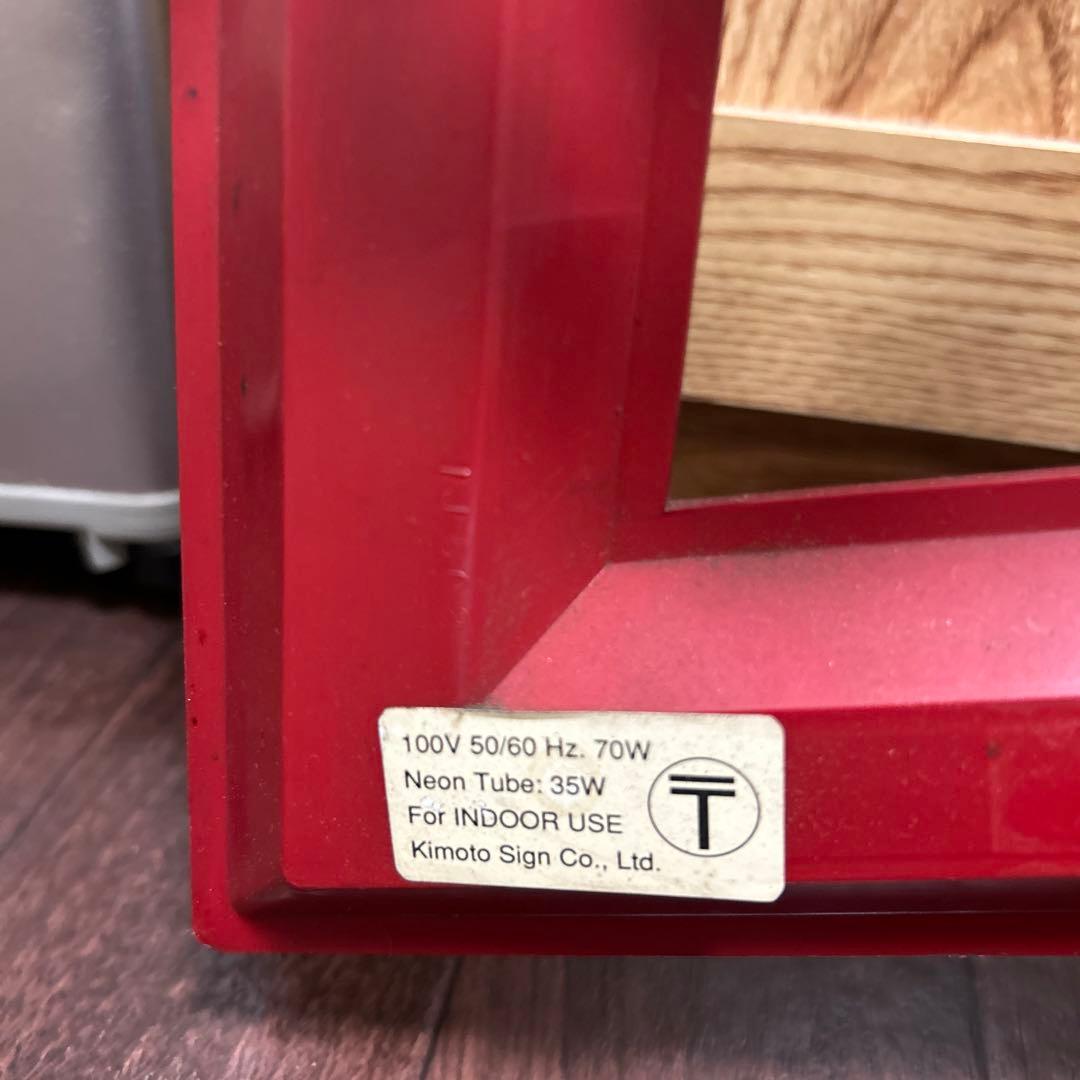 100V 50/60 Hz. 70W
Neon Tube: 35W
For INDOOR USE
Kimoto Sign Co., Ltd.
〒